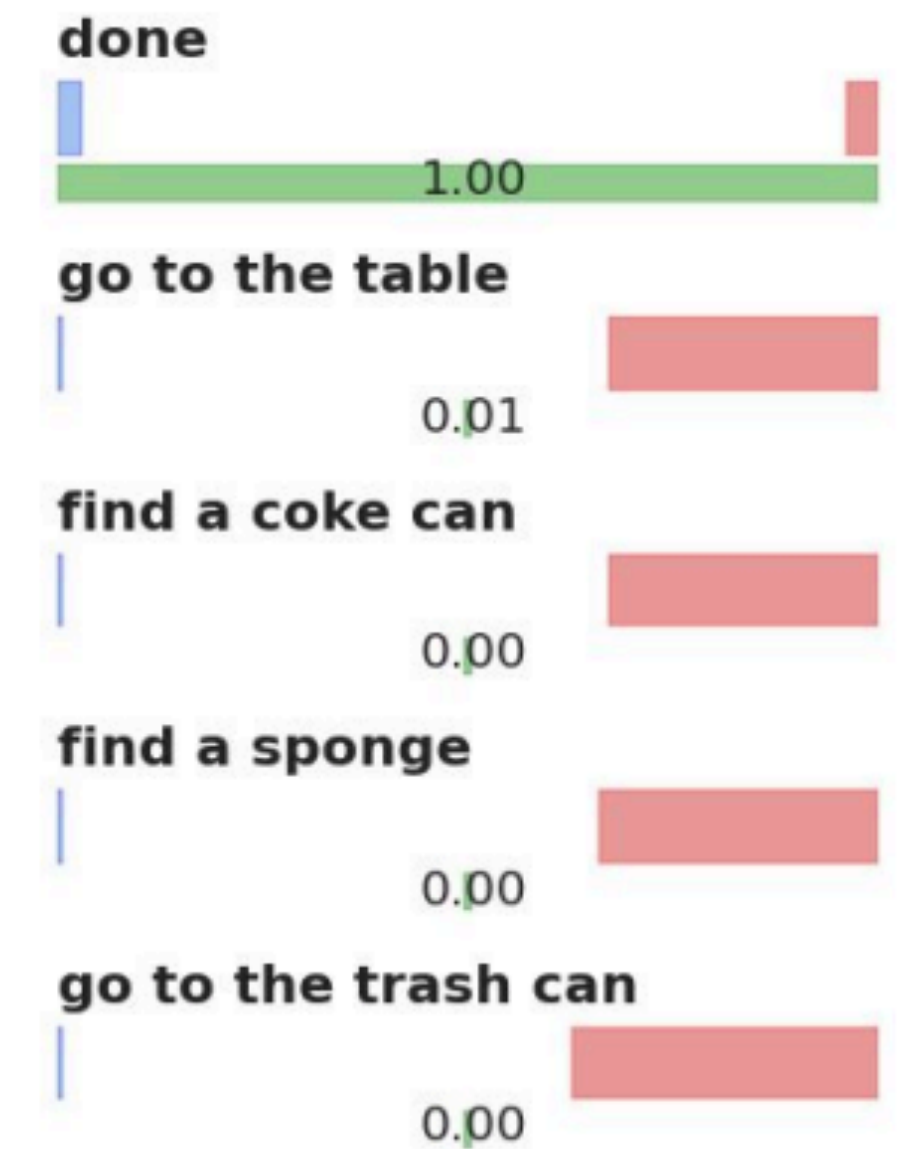 done
1.00
go to the table
0.01
find a coke can
0.00
find a sponge
0.00
go to the trash can
0.00